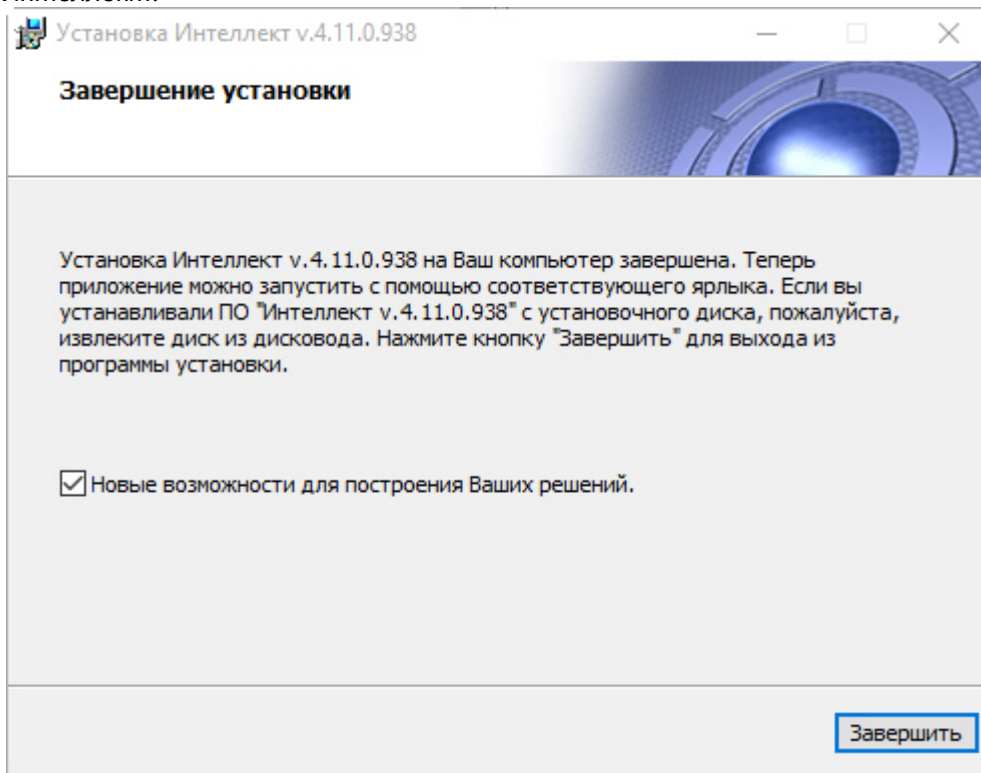 Установка Интеллект v.4.11.0.938
Завершение установки
Установка Интеллект v.4.11.0.938 на Ваш компьютер завершена. Теперь
приложение можно запустить с помощью соответствующего ярлыка. Если вы
устанавливали ПО "Интеллект v.4.11.0.938" с установочного диска, пожалуйста,
извлеките диск из дисковода. Нажмите кнопку "Завершить" для выхода из
программы установки.
Новые возможности для построения Ваших решений.
Завершить